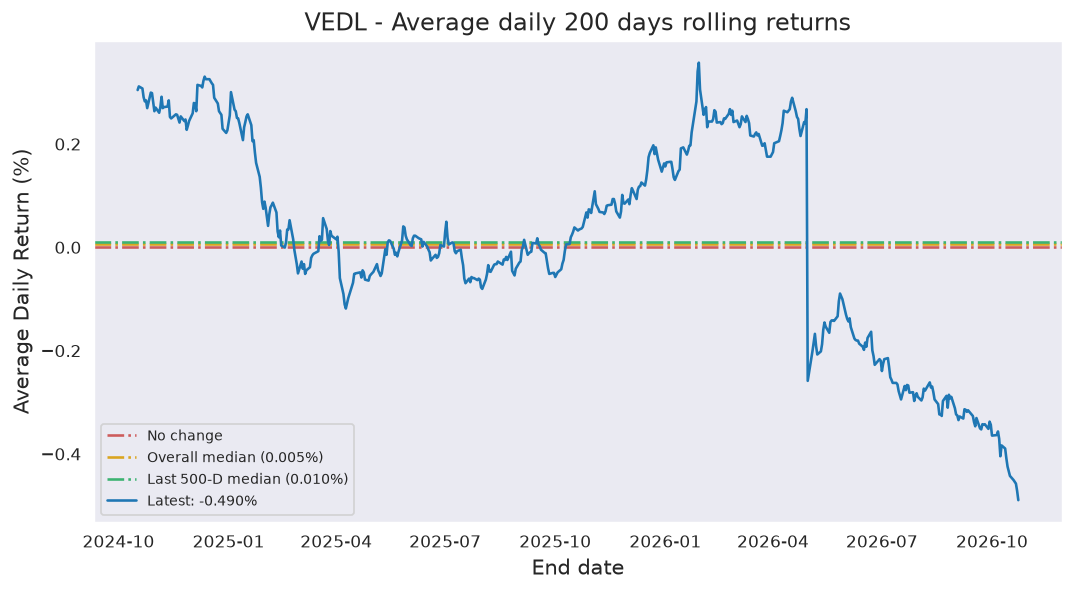 VEDL - Average daily 200 days rolling returns
Average Daily Return (%)
0.2
0.0
−0.2
−0.4
No change
Overall median (0.005%)
Last 500-D median (0.010%)
Latest: -0.490%
2024-10 2025-01 2025-04 2025-07 2025-10 2026-01 2026-04 2026-07 2026-10
End date